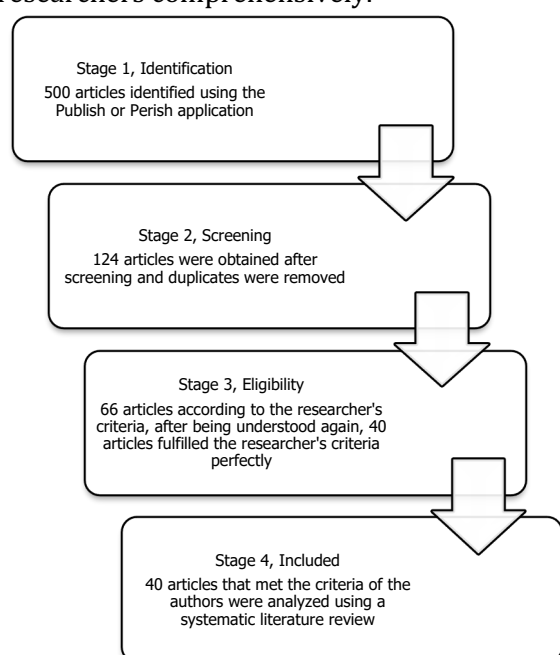 researchers comprehensively.
Stage 1, Identification
500 articles identified using the
Publish or Perish application
Stage 2, Screening
124 articles were obtained after
screening and duplicates were removed
Stage 3, Eligibility
66 articles according to the researcher's
criteria, after being understood again, 40
articles fulfilled the researcher's criteria
perfectly
Stage 4, Included
40 articles that met the criteria of the
authors were analyzed using a
systematic literature review